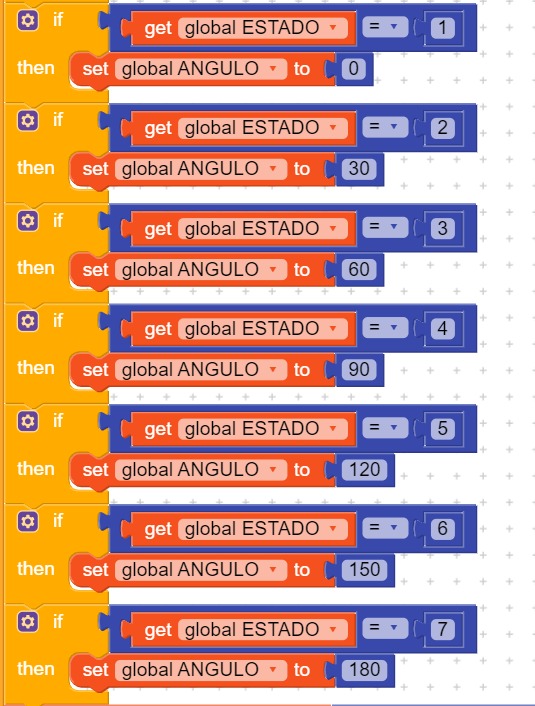 if get global ESTADO = 1
then set global ANGULO to 0
if get global ESTADO = 2
then set global ANGULO to 30
if get global ESTADO = 3
then set global ANGULO to 60
if get global ESTADO = 4
then set global ANGULO to 90
if get global ESTADO = 5
then set global ANGULO to 120
if get global ESTADO = 6
then set global ANGULO to 150
if get global ESTADO = 7
then set global ANGULO to 180